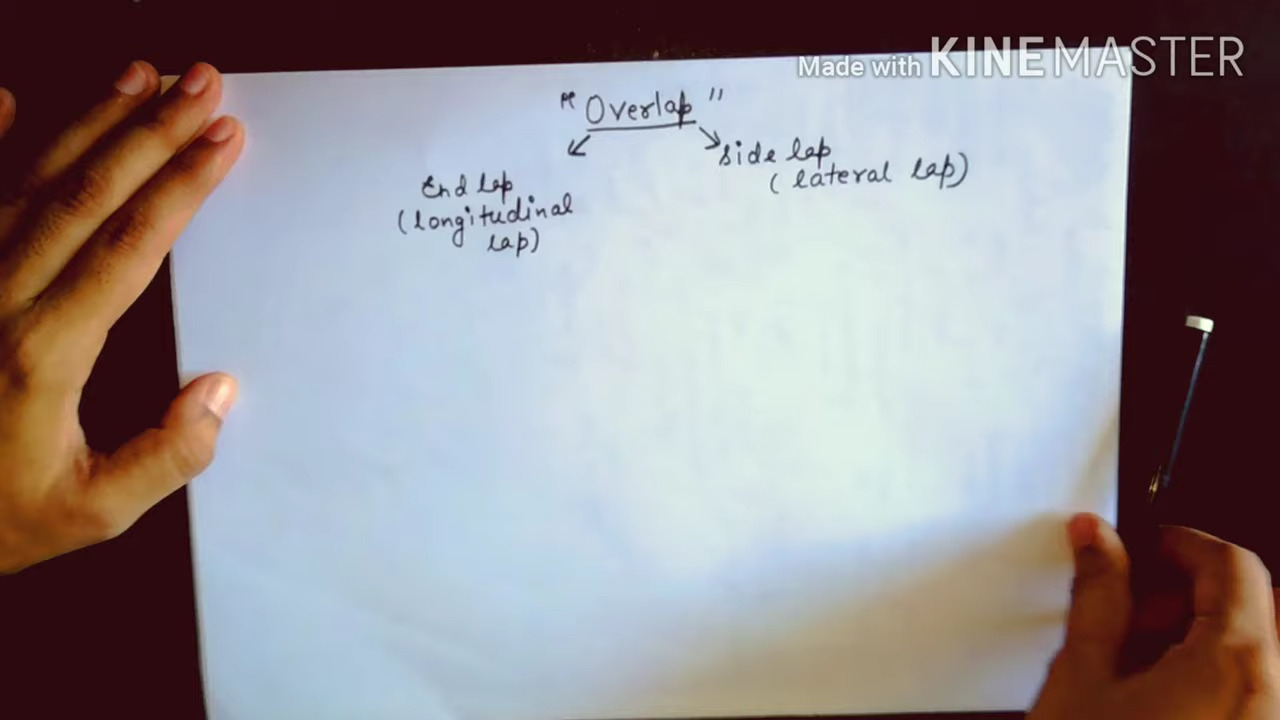 Made with KINEMASTER
"Overlap"
End lap
(longitudinal
lap)
Side lap
(lateral lap)